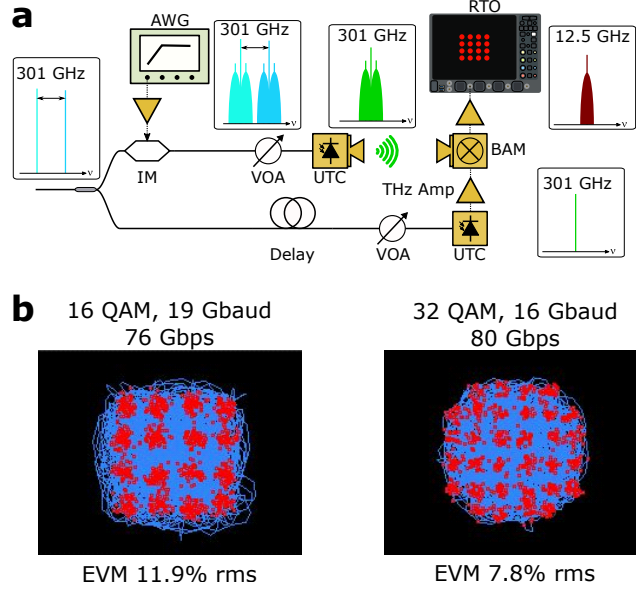 a
AWG
RTO
301 GHz
301 GHz
301 GHz
12.5 GHz
ν
ν
ν
ν
IM
VOA
UTC
BAM
THz Amp
301 GHz
ν
Delay
VOA
UTC
b
16 QAM, 19 Gbaud
76 Gbps
32 QAM, 16 Gbaud
80 Gbps
EVM 11.9% rms
EVM 7.8% rms